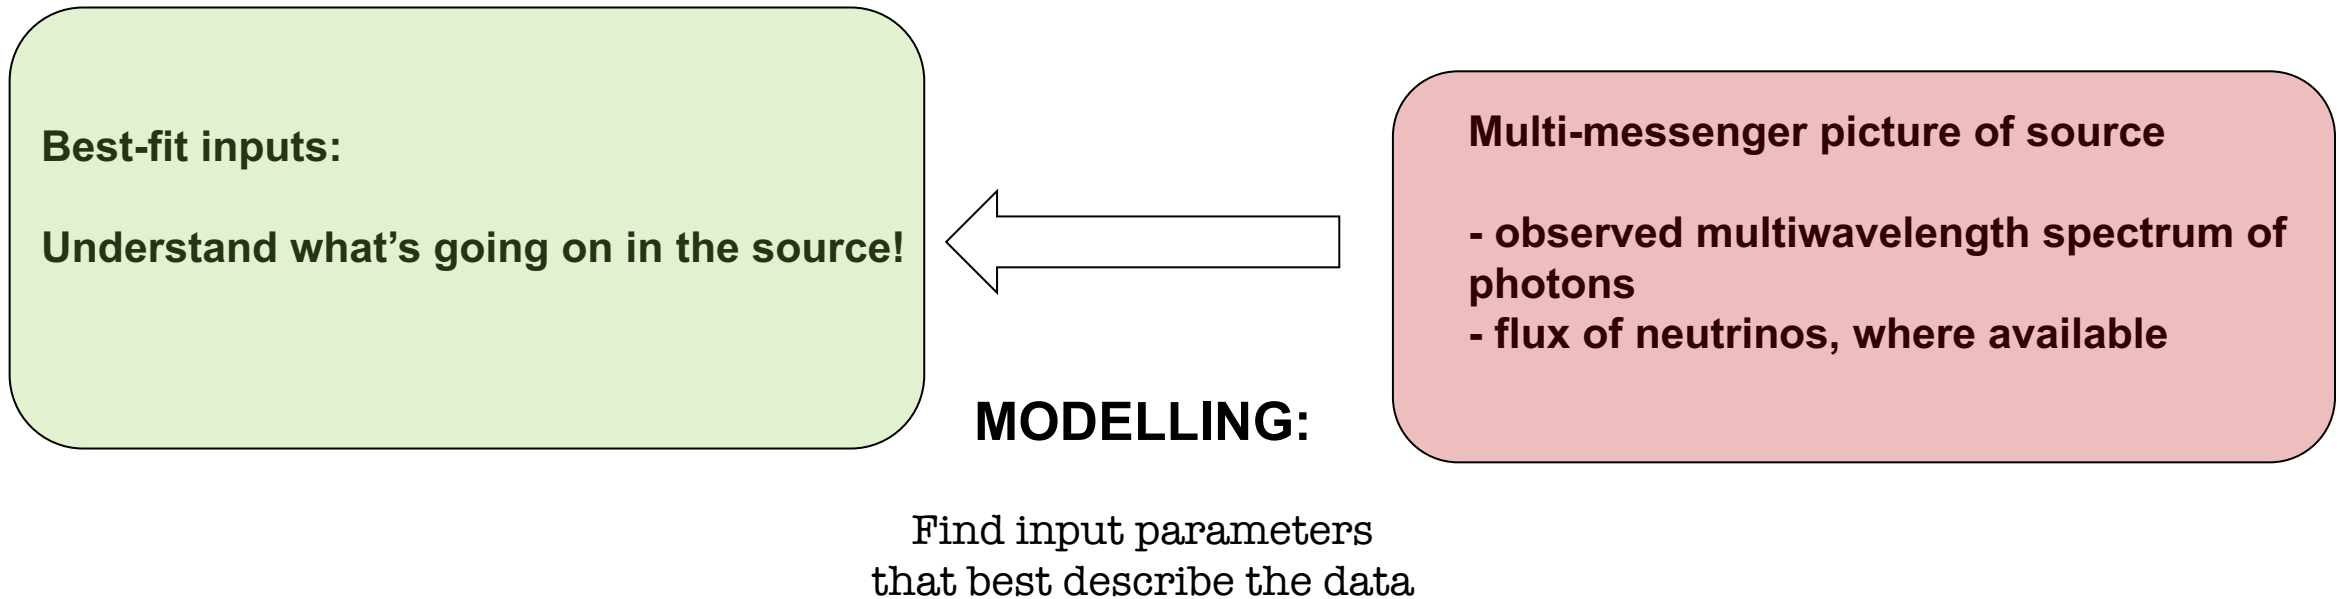 Best-fit inputs:
Understand what’s going on in the source!
MODELLING:
Find input parameters
that best describe the data
Multi-messenger picture of source
- observed multiwavelength spectrum of
photons
- flux of neutrinos, where available